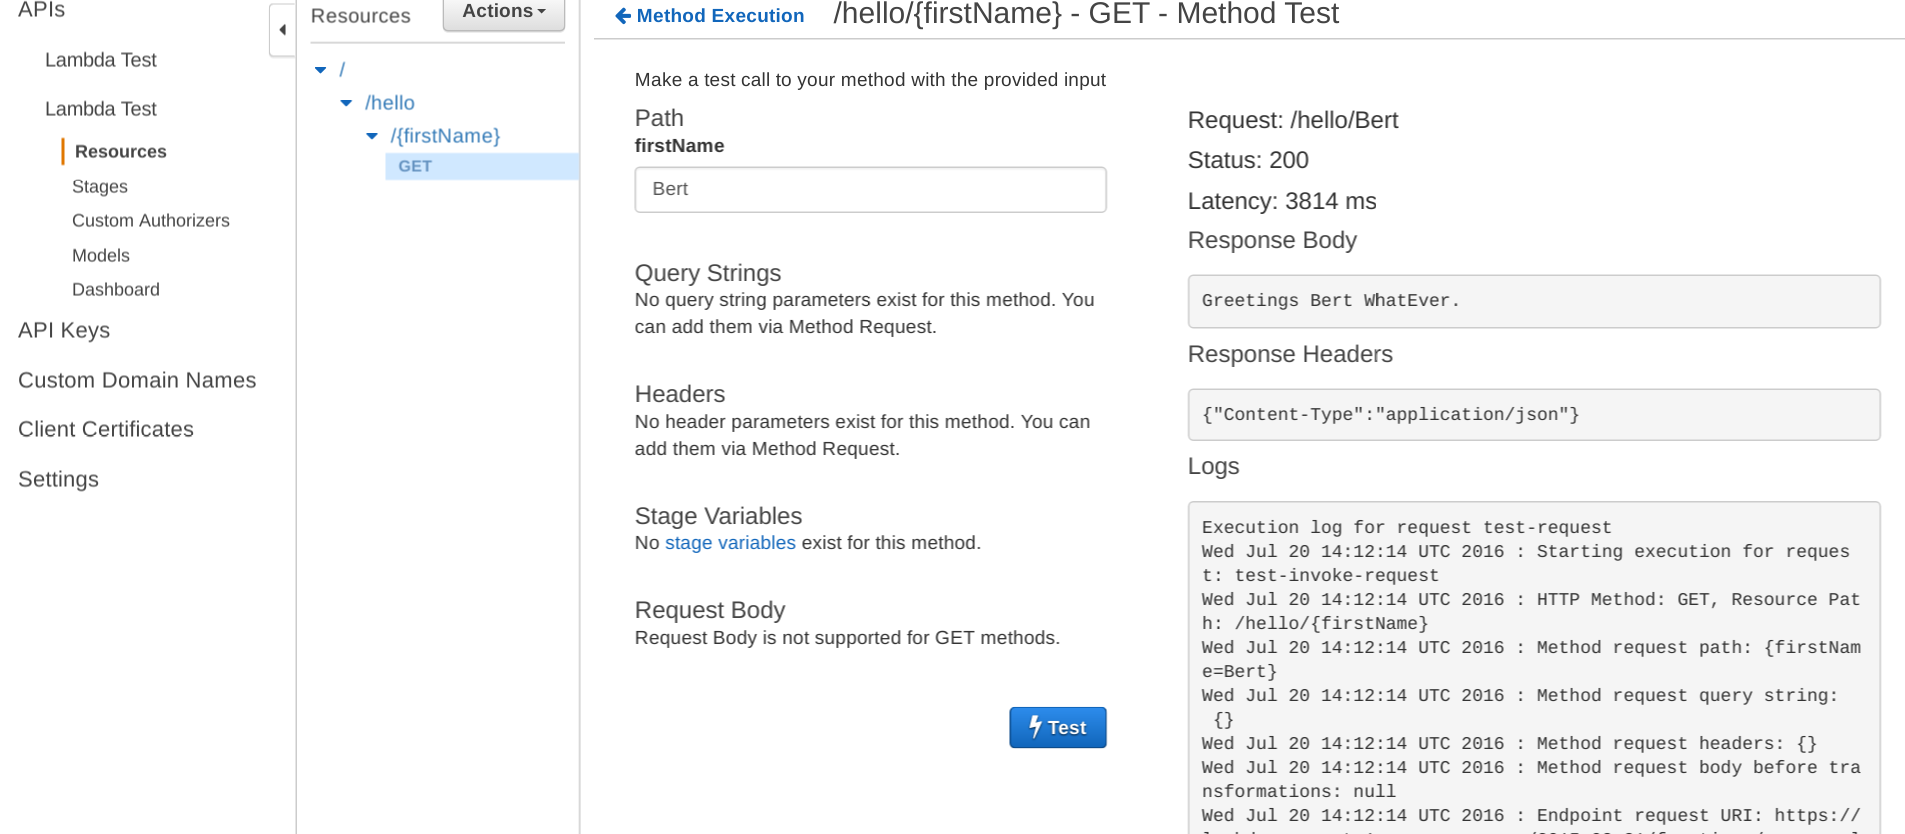 APIs
Lambda Test
Lambda Test
Resources
Stages
Custom Authorizers
Models
Dashboard
API Keys
Custom Domain Names
Client Certificates
Settings
Resources
Actions
/
/hello
/{firstName}
GET
Method Execution
/hello/{firstName} - GET - Method Test
Make a test call to your method with the provided input
Path
firstName
Bert
Query Strings
No query string parameters exist for this method. You
can add them via Method Request.
Headers
No header parameters exist for this method. You can
add them via Method Request.
Stage Variables
No stage variables exist for this method.
Request Body
Request Body is not supported for GET methods.
Test
Request: /hello/Bert
Status: 200
Latency: 3814 ms
Response Body
Greetings Bert WhatEver.
Response Headers
{"Content-Type":"application/json"}
Logs
Execution log for request test-request
Wed Jul 20 14:12:14 UTC 2016 : Starting execution for reques
t: test-invoke-request
Wed Jul 20 14:12:14 UTC 2016 : HTTP Method: GET, Resource Pat
h: /hello/{firstName}
Wed Jul 20 14:12:14 UTC 2016 : Method request path: {firstNam
e=Bert}
Wed Jul 20 14:12:14 UTC 2016 : Method request query string:
{}
Wed Jul 20 14:12:14 UTC 2016 : Method request headers: {}
Wed Jul 20 14:12:14 UTC 2016 : Method request body before tra
nsformations: null
Wed Jul 20 14:12:14 UTC 2016 : Endpoint request URI: https://